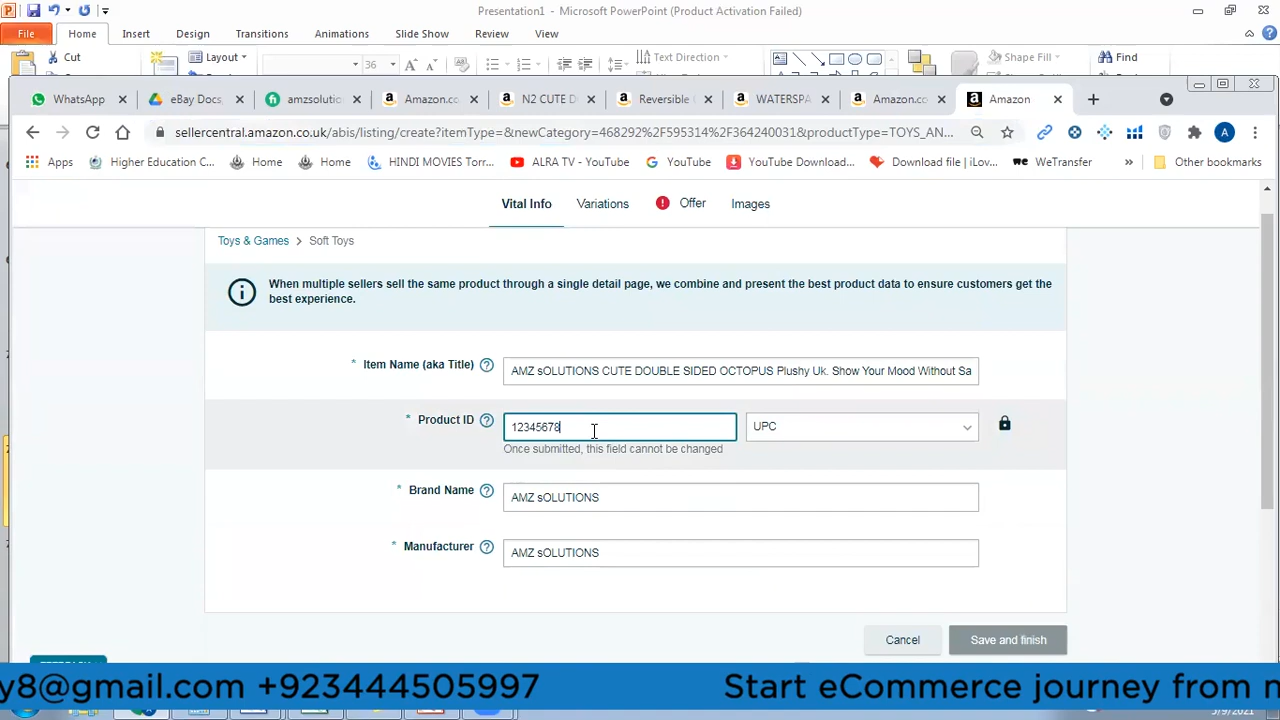 Presentation1 - Microsoft PowerPoint (Product Activation Failed)
File Home Insert Design Transitions Animations Slide Show Review View
Cut Layout 36 Text Direction Shape Fill Find
WhatsApp eBay Docs amzsolutio Amazon.co N2 CUTE D Reversible WATERSPA Amazon.co Amazon
sellercentral.amazon.co.uk/abis/listing/create?itemType=&newCategory=468292%2F595314%2F364240031&productType=TOYS_AN...
Apps Higher Education C... Home Home HINDI MOVIES Torr... ALRA TV - YouTube YouTube YouTube Download... Download file | iLov... we WeTransfer » Other bookmarks
Vital Info Variations Offer Images
Toys & Games > Soft Toys
When multiple sellers sell the same product through a single detail page, we combine and present the best product data to ensure customers get the
best experience.
* Item Name (aka Title) AMZ sOLUTIONS CUTE DOUBLE SIDED OCTOPUS Plushy Uk. Show Your Mood Without Sa
* Product ID 12345678 UPC
Once submitted, this field cannot be changed
* Brand Name AMZ sOLUTIONS
* Manufacturer AMZ sOLUTIONS
Cancel Save and finish
y8@gmail.com +923444505997 Start eCommerce journey from